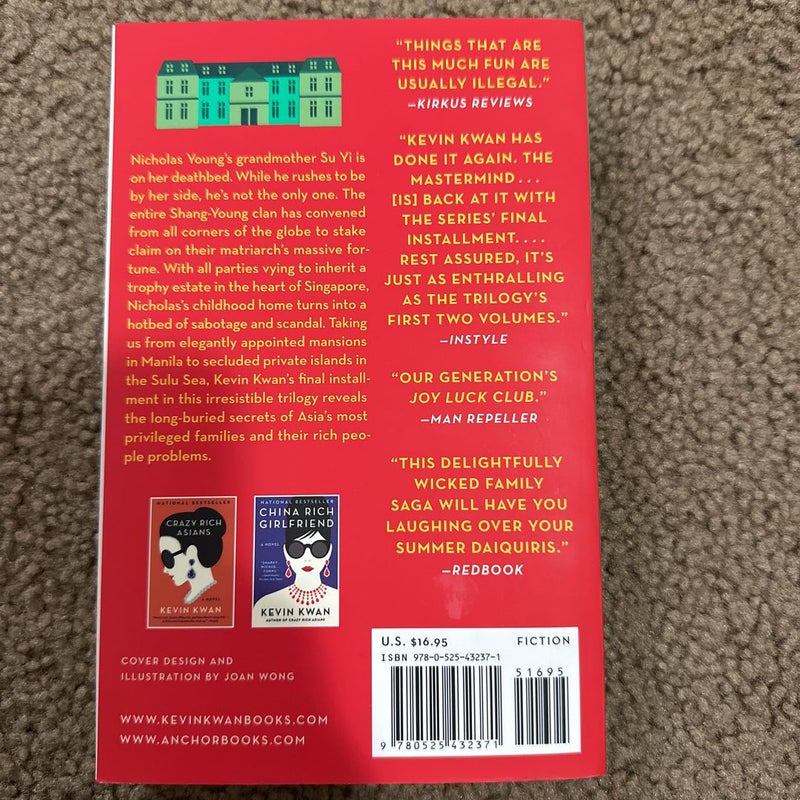 Nicholas Young's grandmother Su Yi is
on her deathbed. While he rushes to be
by her side, he's not the only one. The
entire Shang-Young clan has convened
from all corners of the globe to stake
claim on their matriarch's massive for-
tune. With all parties vying to inherit a
trophy estate in the heart of Singapore,
Nicholas's childhood home turns into a
hotbed of sabotage and scandal. Taking
us from elegantly appointed mansions
in Manila to secluded private islands in
the Sulu Sea, Kevin Kwan's final install-
ment in this irresistible trilogy reveals
the long-buried secrets of Asia's most
privileged families and their rich peo-
ple problems.
NATIONAL BESTSELLER
CRAZY RICH
ASIANS
A NOVEL
KEVIN KWAN
NATIONAL BESTSELLER
CHINA RICH
GIRLFRIEND
A NOVEL
KEVIN KWAN
AUTHOR OF CRAZY RICH ASIANS
COVER DESIGN AND
ILLUSTRATION BY JOAN WONG
WWW.KEVINKWANBOOKS.COM
WWW.ANCHORBOOKS.COM
"THINGS THAT ARE
THIS MUCH FUN ARE
USUALLY ILLEGAL."
—KIRKUS REVIEWS
"KEVIN KWAN HAS
DONE IT AGAIN. THE
MASTERMIND . . .
[IS] BACK AT IT WITH
THE SERIES' FINAL
INSTALLMENT. . . .
REST ASSURED, IT'S
JUST AS ENTHRALLING
AS THE TRILOGY'S
FIRST TWO VOLUMES."
—INSTYLE
"OUR GENERATION'S
JOY LUCK CLUB."
—MAN REPELLER
"THIS DELIGHTFULLY
WICKED FAMILY
SAGA WILL HAVE YOU
LAUGHING OVER YOUR
SUMMER DAIQUIRIS."
—REDBOOK
U.S. $16.95 FICTION
ISBN 978-0-525-43237-1
51695
9 780525 432371